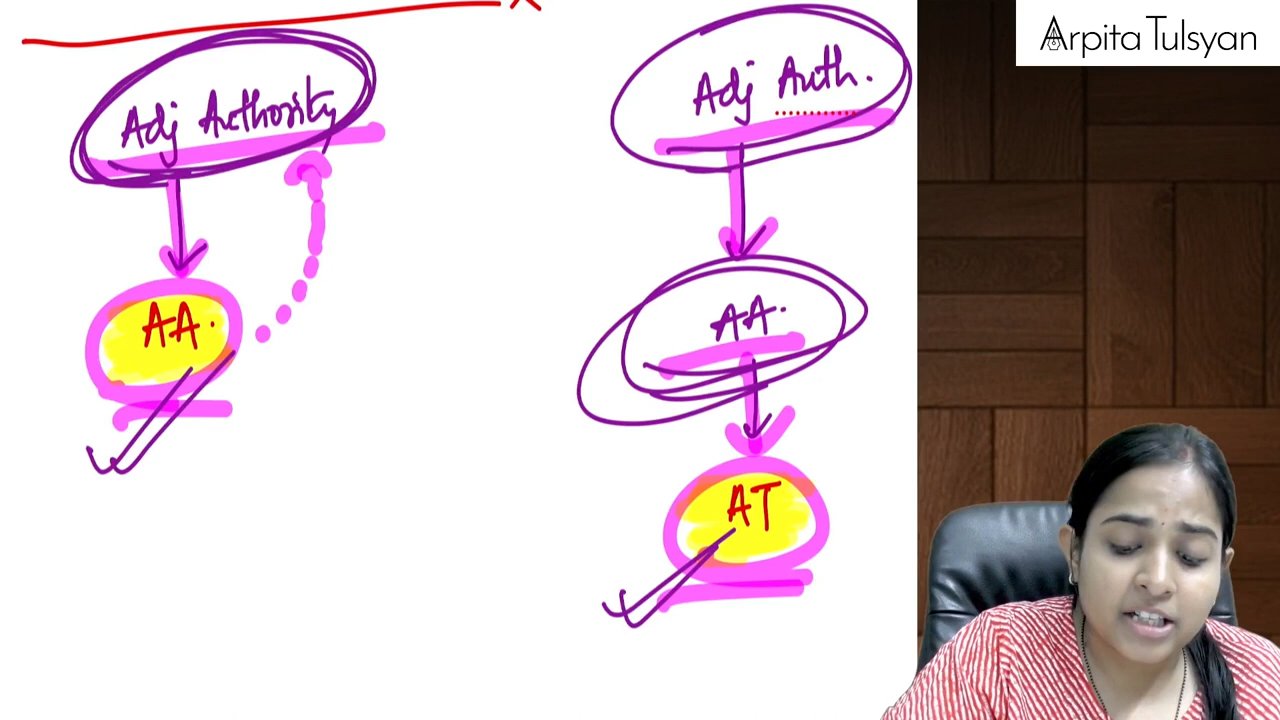 Arpita Tulsyan
Adj Authority
AA.
Adj Auth.
AA.
AT